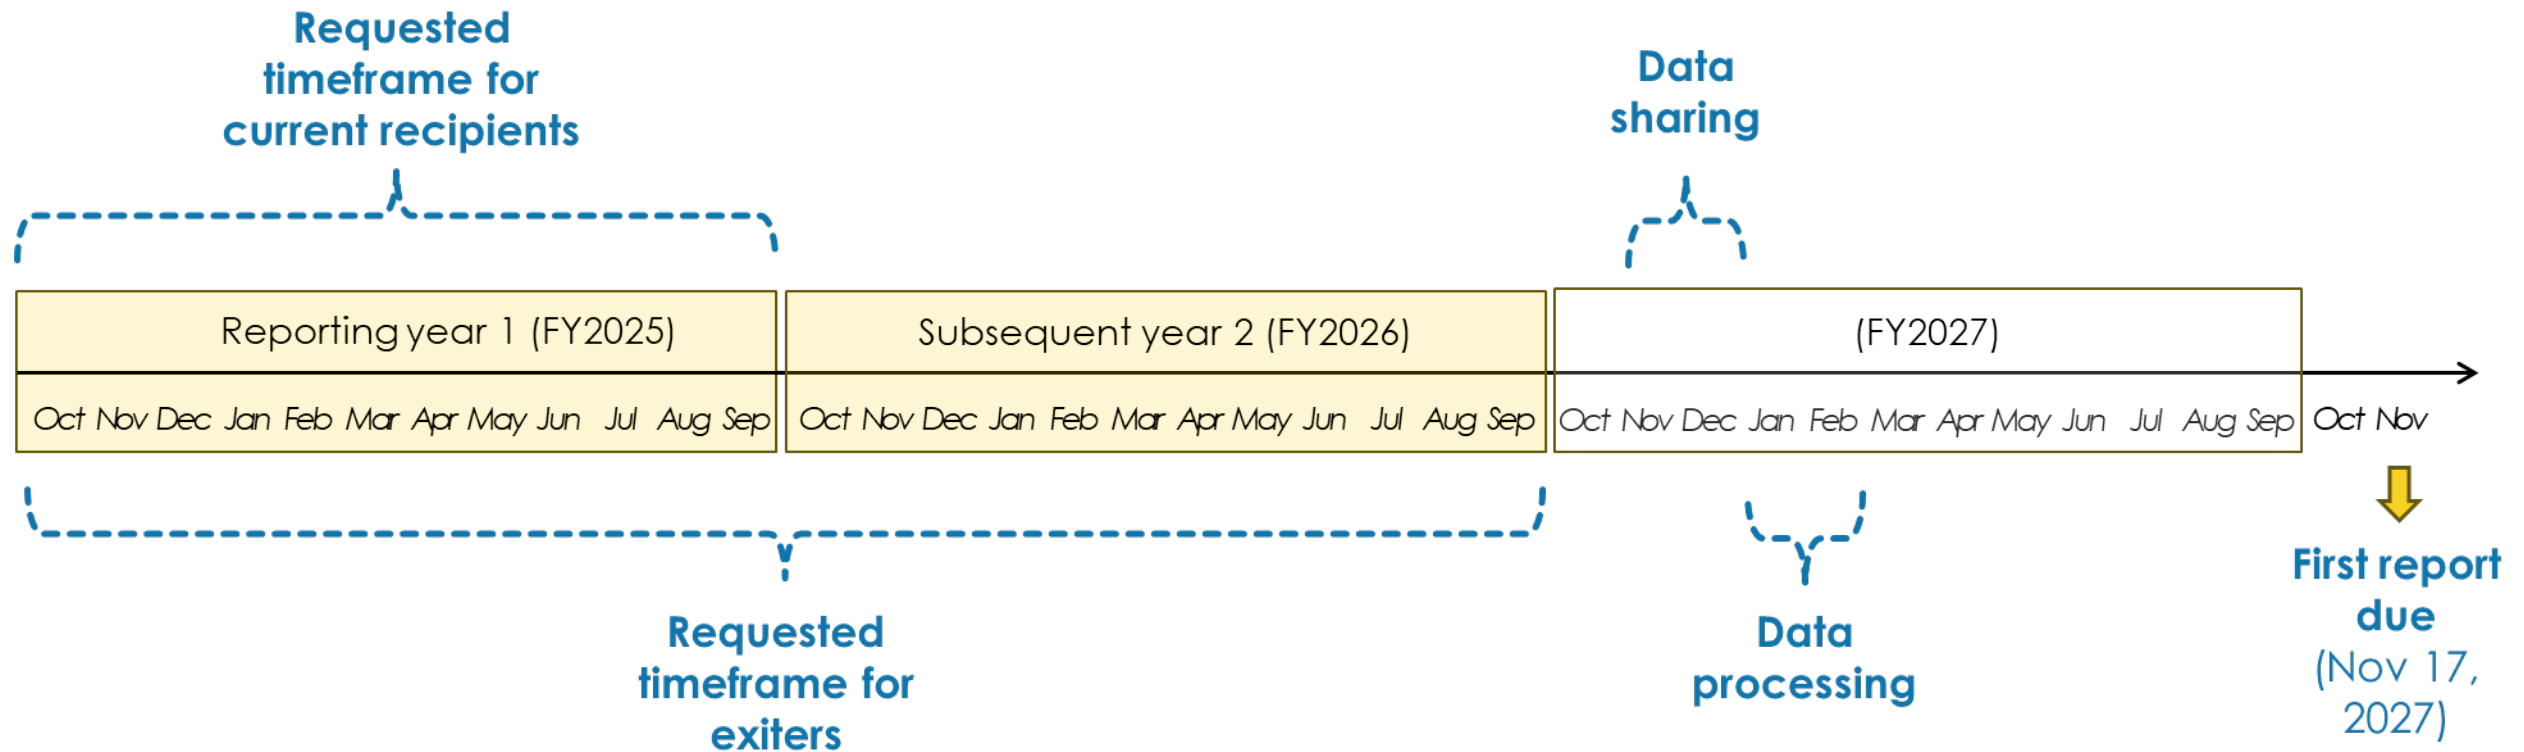 Requested
timeframe for
current recipients
Data
sharing
Reporting year 1 (FY2025)
Subsequent year 2 (FY2026)
(FY2027)
Oct Nov Dec Jan Feb Mar Apr May Jun Jul Aug Sep
Oct Nov Dec Jan Feb Mar Apr May Jun Jul Aug Sep
Oct Nov Dec Jan Feb Mar Apr May Jun Jul Aug Sep
Oct Nov
Requested
timeframe for
exiters
Data
processing
First report
due
(Nov 17,
2027)